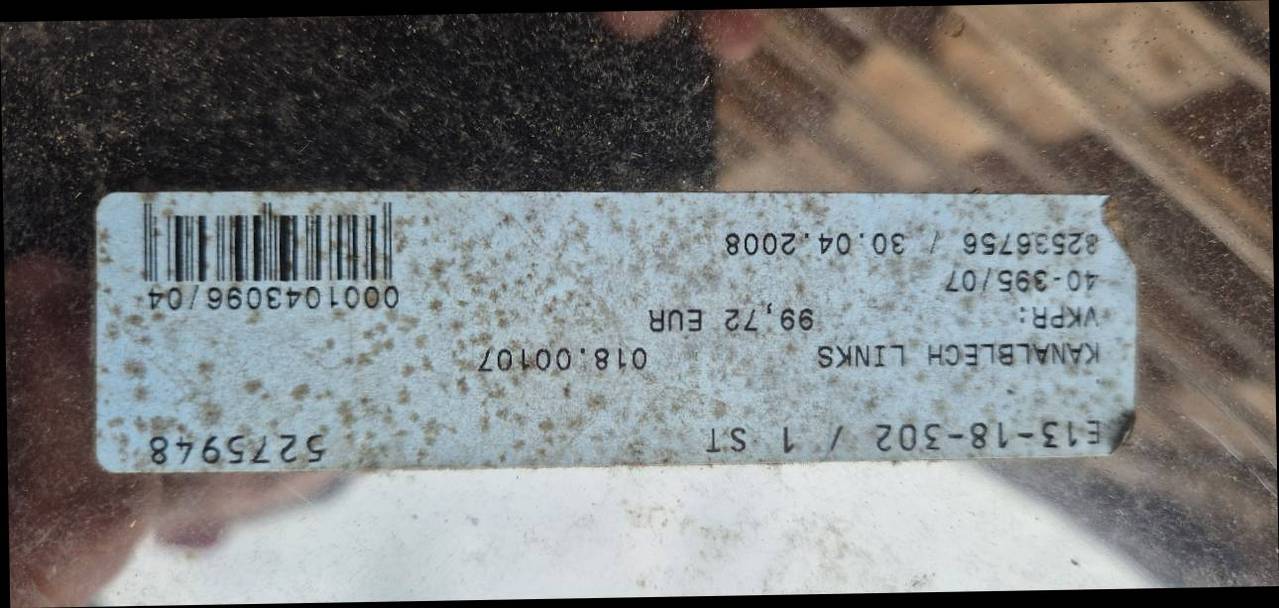 E13-18-302 / 1 ST 5275948
KANALBLECH LINKS 018.00107
VKPR: 99,72 EUR
40-395/07 0001043096/04
82536756 / 30.04.2008